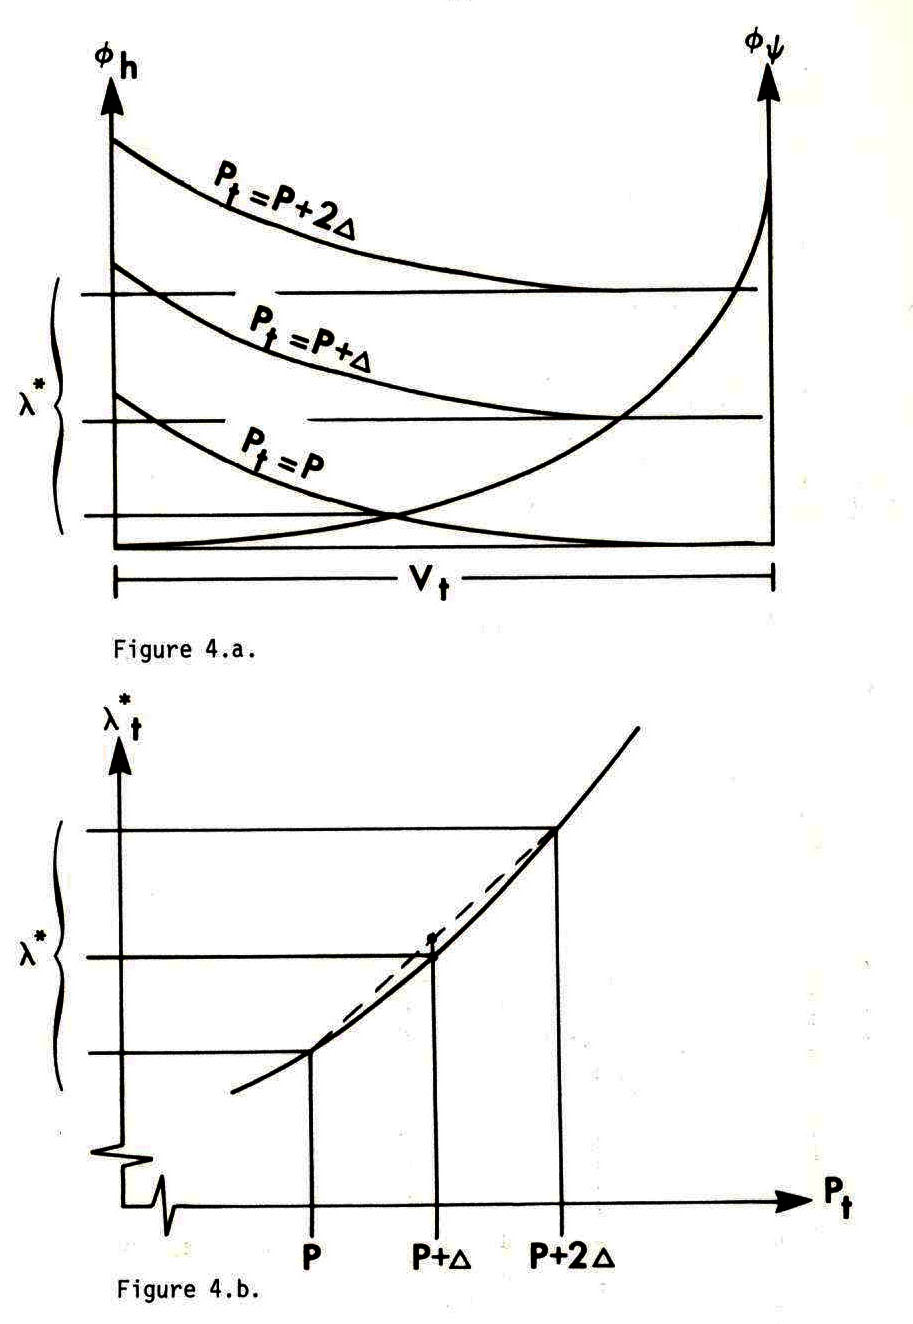 ϕh
ϕψ
Pt = P+2Δ
Pt = P+Δ
λ*
Pt = P
Vt
Figure 4.a.
λ*t
λ*
Pt
P
P+Δ
P+2Δ
Figure 4.b.